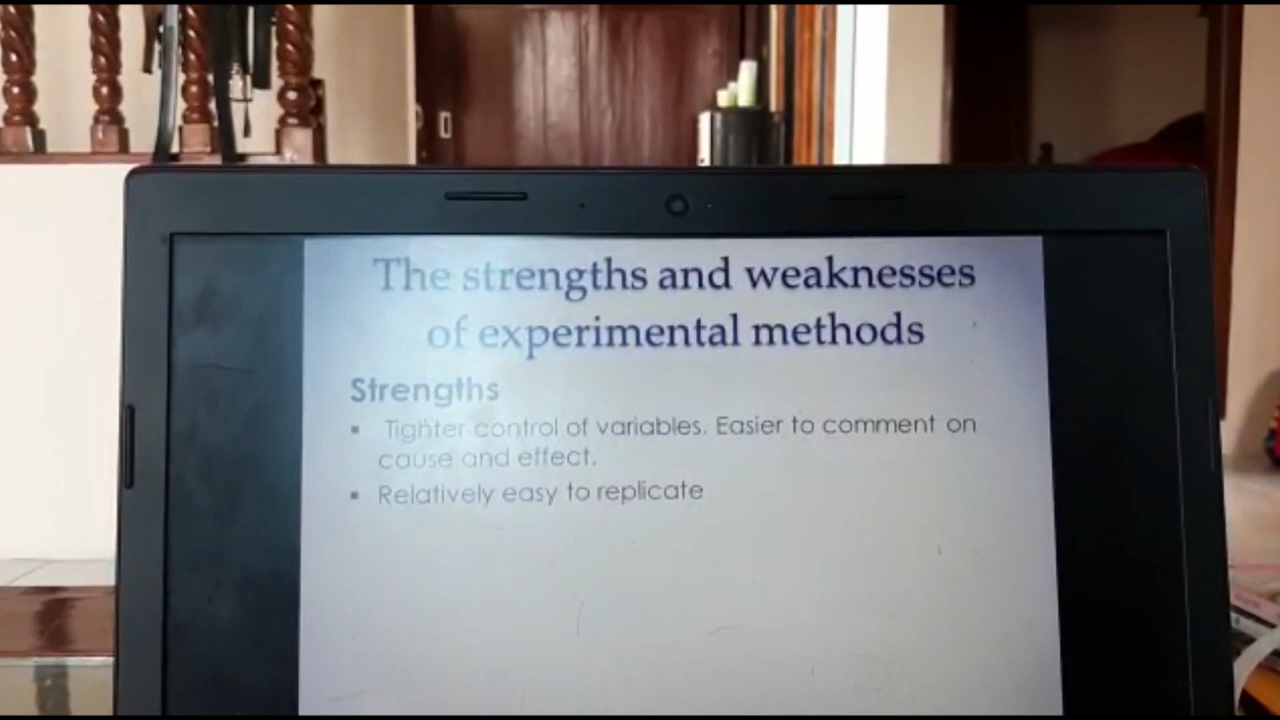 The strengths and weaknesses
of experimental methods
Strengths
▪ Tighter control of variables. Easier to comment on
cause and effect.
▪ Relatively easy to replicate